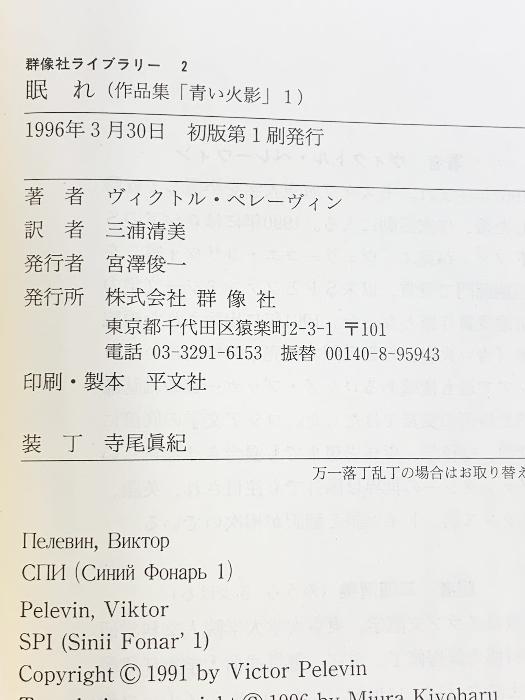 群像社ライブラリー 2
眠 れ（作品集「青い火影」1）
1996年3月30日 初版第1刷発行
著 者 ヴィクトル・ペレーヴィン
訳 者 三浦清美
発行者 宮澤俊一
発行所 株式会社 群像社
東京都千代田区猿楽町2-3-1 〒101
電話 03-3291-6153 振替 00140-8-95943
印刷・製本 平文社
装 丁 寺尾眞紀
万一落丁乱丁の場合はお取り替え
Пелевин, Виктор
СПИ (Синий Фонарь 1)
Pelevin, Viktor
SPI (Sinii Fonar' 1)
Copyright © 1991 by Victor Pelevin
1996 by Miura Kiyoharu